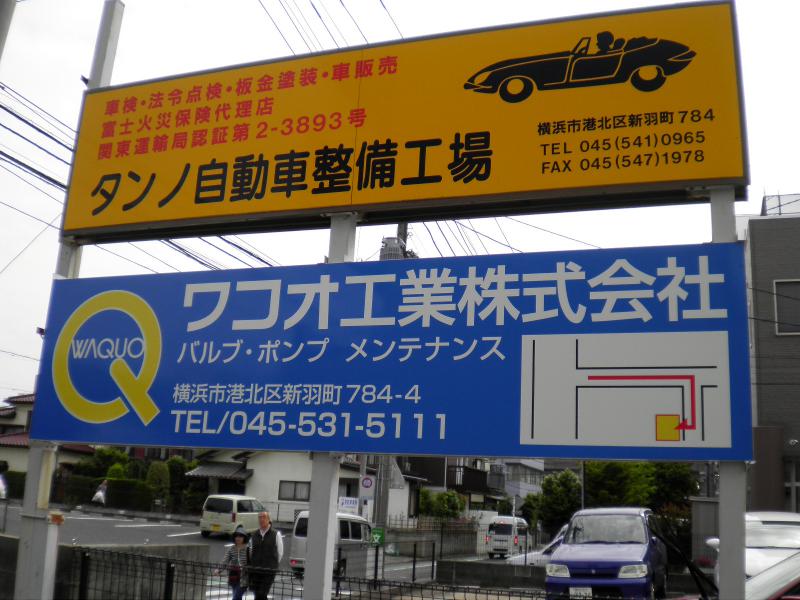 車検・法令点検・板金塗装・車販売
富士火災保険代理店
関東運輸局認証第2-3893号
タンノ自動車整備工場
横浜市港北区新羽町784
TEL 045(541)0965
FAX 045(547)1978
WAQUO
ワコオ工業株式会社
バルブ・ポンプ メンテナンス
横浜市港北区新羽町784-4
TEL/045-531-5111